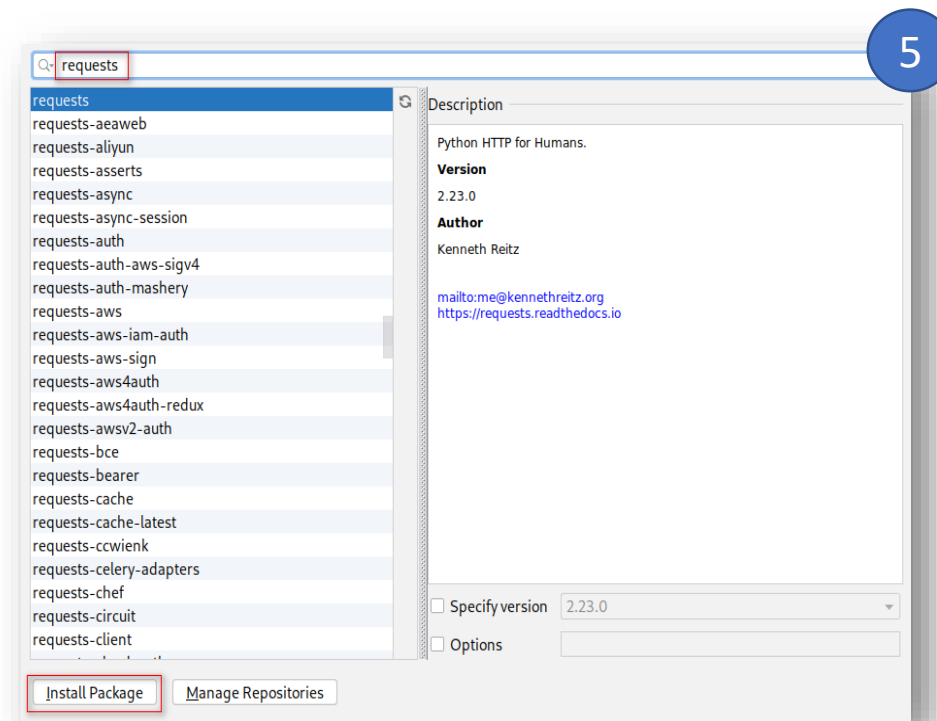 5
requests
requests
requests-aeaweb
requests-aliyun
requests-asserts
requests-async
requests-async-session
requests-auth
requests-auth-aws-sigv4
requests-auth-mashery
requests-aws
requests-aws-iam-auth
requests-aws-sign
requests-aws4auth
requests-aws4auth-redux
requests-awsv2-auth
requests-bce
requests-bearer
requests-cache
requests-cache-latest
requests-ccwienk
requests-celery-adapters
requests-chef
requests-circuit
requests-client
Description
Python HTTP for Humans.
Version
2.23.0
Author
Kenneth Reitz
mailto:me@kennethreitz.org
https://requests.readthedocs.io
Specify version 2.23.0
Options
Install Package Manage Repositories